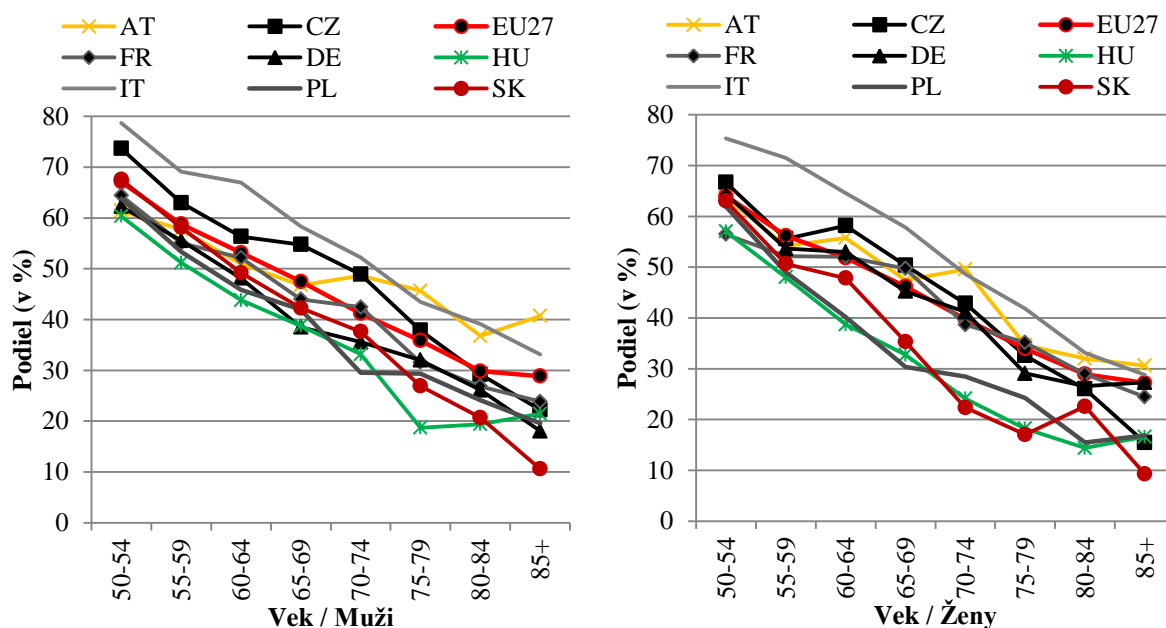 AT CZ EU27
FR DE HU
IT PL SK
Podiel (v %)
80
70
60
50
40
30
20
10
0
50-54 55-59 60-64 65-69 70-74 75-79 80-84 85+
Vek / Muži
AT CZ EU27
FR DE HU
IT PL SK
Podiel (v %)
80
70
60
50
40
30
20
10
0
50-54 55-59 60-64 65-69 70-74 75-79 80-84 85+
Vek / Ženy